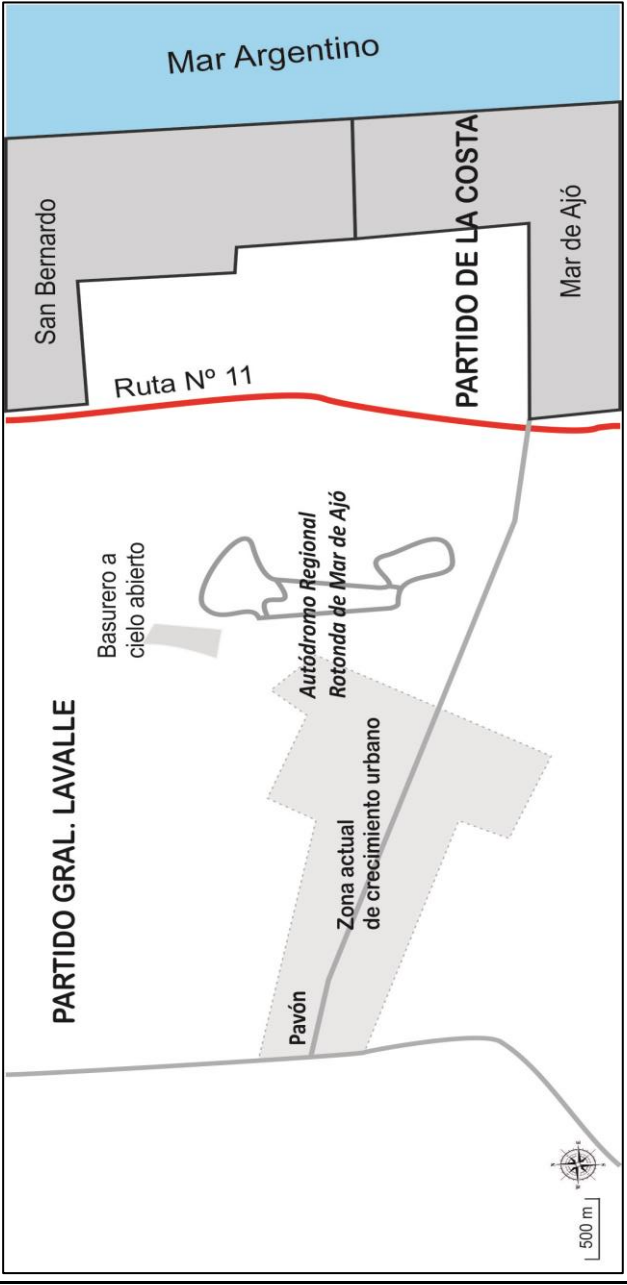 Mar Argentino
San Bernardo
PARTIDO DE LA COSTA
Mar de Ajó
Ruta Nº 11
Basurero a
cielo abierto
Autódromo Regional
Rotonda de Mar de Ajó
PARTIDO GRAL. LAVALLE
Zona actual
de crecimiento urbano
Pavón
500 m